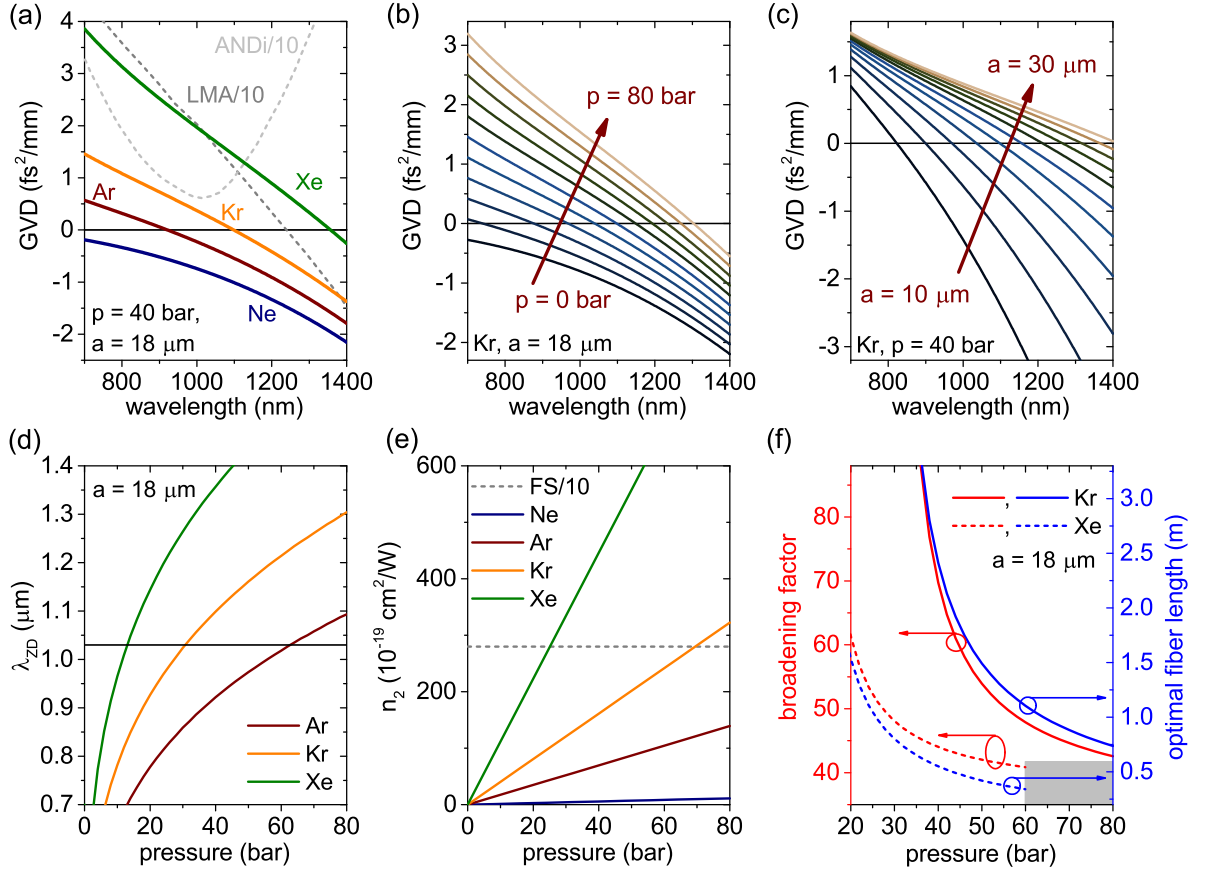 (a)
GVD (fs²/mm)
4
3
2
1
0
-1
-2
ANDi/10
LMA/10
Xe
Ar
Kr
Ne
p = 40 bar,
a = 18 μm
800 1000 1200 1400
wavelength (nm)
(b)
GVD (fs²/mm)
3
2
1
0
-1
-2
p = 80 bar
p = 0 bar
Kr, a = 18 μm
800 1000 1200 1400
wavelength (nm)
(c)
GVD (fs²/mm)
1
0
-1
-2
-3
a = 30 μm
a = 10 μm
Kr, p = 40 bar
800 1000 1200 1400
wavelength (nm)
(d)
λZD (μm)
1.4
1.3
1.2
1.1
1.0
0.9
0.8
0.7
a = 18 μm
Ar
Kr
Xe
0 20 40 60 80
pressure (bar)
(e)
n₂ (10⁻¹⁹ cm²/W)
600
400
200
0
FS/10
Ne
Ar
Kr
Xe
0 20 40 60 80
pressure (bar)
(f)
broadening factor
80
70
60
50
40
, Kr
, Xe
a = 18 μm
3.0
2.5
2.0
1.5
1.0
0.5
optimal fiber length (m)
20 30 40 50 60 70 80
pressure (bar)